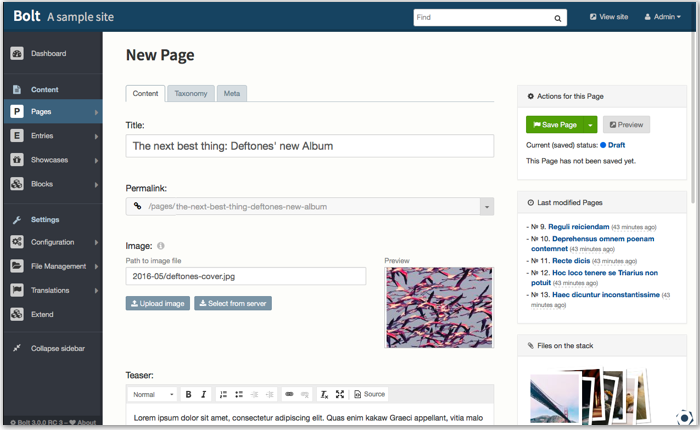 Bolt A sample site
Find
View site
Admin
Dashboard
Content
P Pages
E Entries
Showcases
Blocks
Settings
Configuration
File Management
Translations
Extend
Collapse sidebar
Bolt 3.0.0 RC 3 – ♥ About
New Page
Content Taxonomy Meta
Title:
The next best thing: Deftones' new Album
Permalink:
/pages/the-next-best-thing-deftones-new-album
Image:
Path to image file
2016-05/deftones-cover.jpg
Upload image Select from server
Preview
Teaser:
Normal B I Source
Lorem ipsum dolor sit amet, consectetur adipiscing elit. Quas enim kakaw Graeci appellant, vitia malo
Actions for this Page
Save Page Preview
Current (saved) status: Draft
This Page has not been saved yet.
Last modified Pages
- № 9. Reguli reiciendam (43 minutes ago)
- № 10. Deprehensus omnem poenam
contemnet (43 minutes ago)
- № 11. Recte dicis (43 minutes ago)
- № 12. Hoc loco tenere se Triarius non
potuit (43 minutes ago)
- № 13. Haec dicuntur inconstantissime (43
minutes ago)
Files on the stack